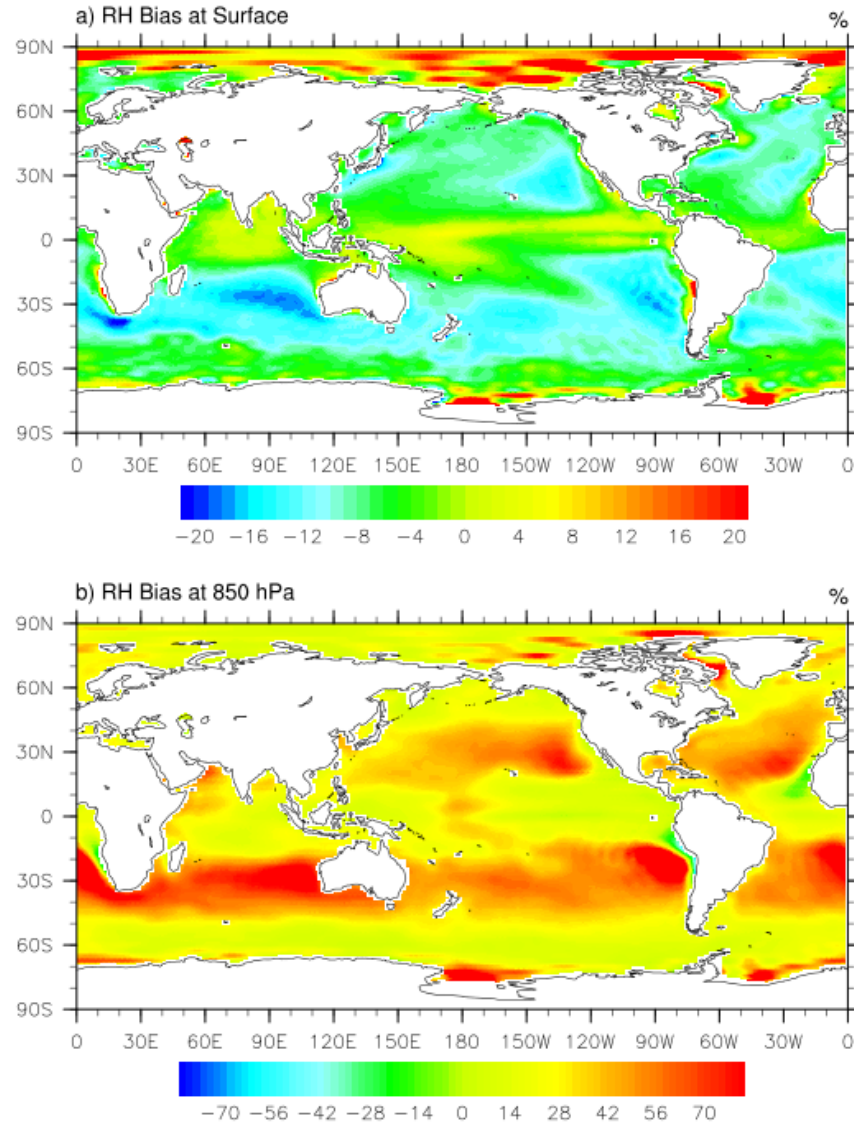 a) RH Bias at Surface %
90N
60N
30N
0
30S
60S
90S
0 30E 60E 90E 120E 150E 180 150W 120W 90W 60W 30W 0
−20 −16 −12 −8 −4 0 4 8 12 16 20
b) RH Bias at 850 hPa %
90N
60N
30N
0
30S
60S
90S
0 30E 60E 90E 120E 150E 180 150W 120W 90W 60W 30W 0
−70 −56 −42 −28 −14 0 14 28 42 56 70